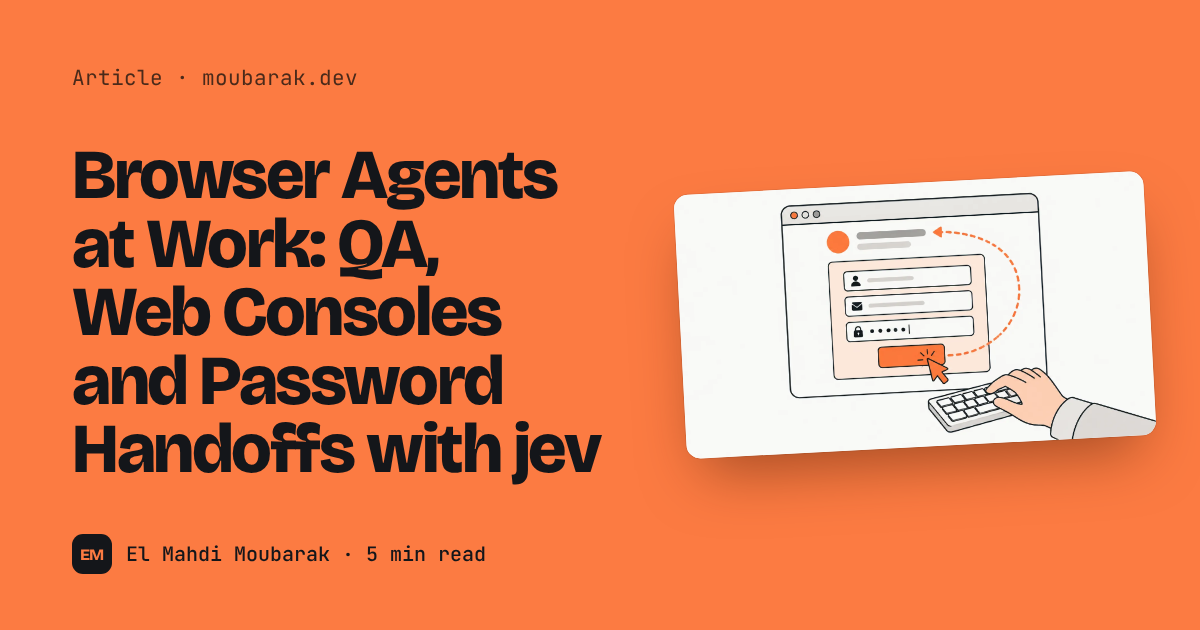 Article · moubarak.dev
Browser Agents
at Work: QA,
Web Consoles
and Password
Handoffs with jev
EM El Mahdi Moubarak · 5 min read